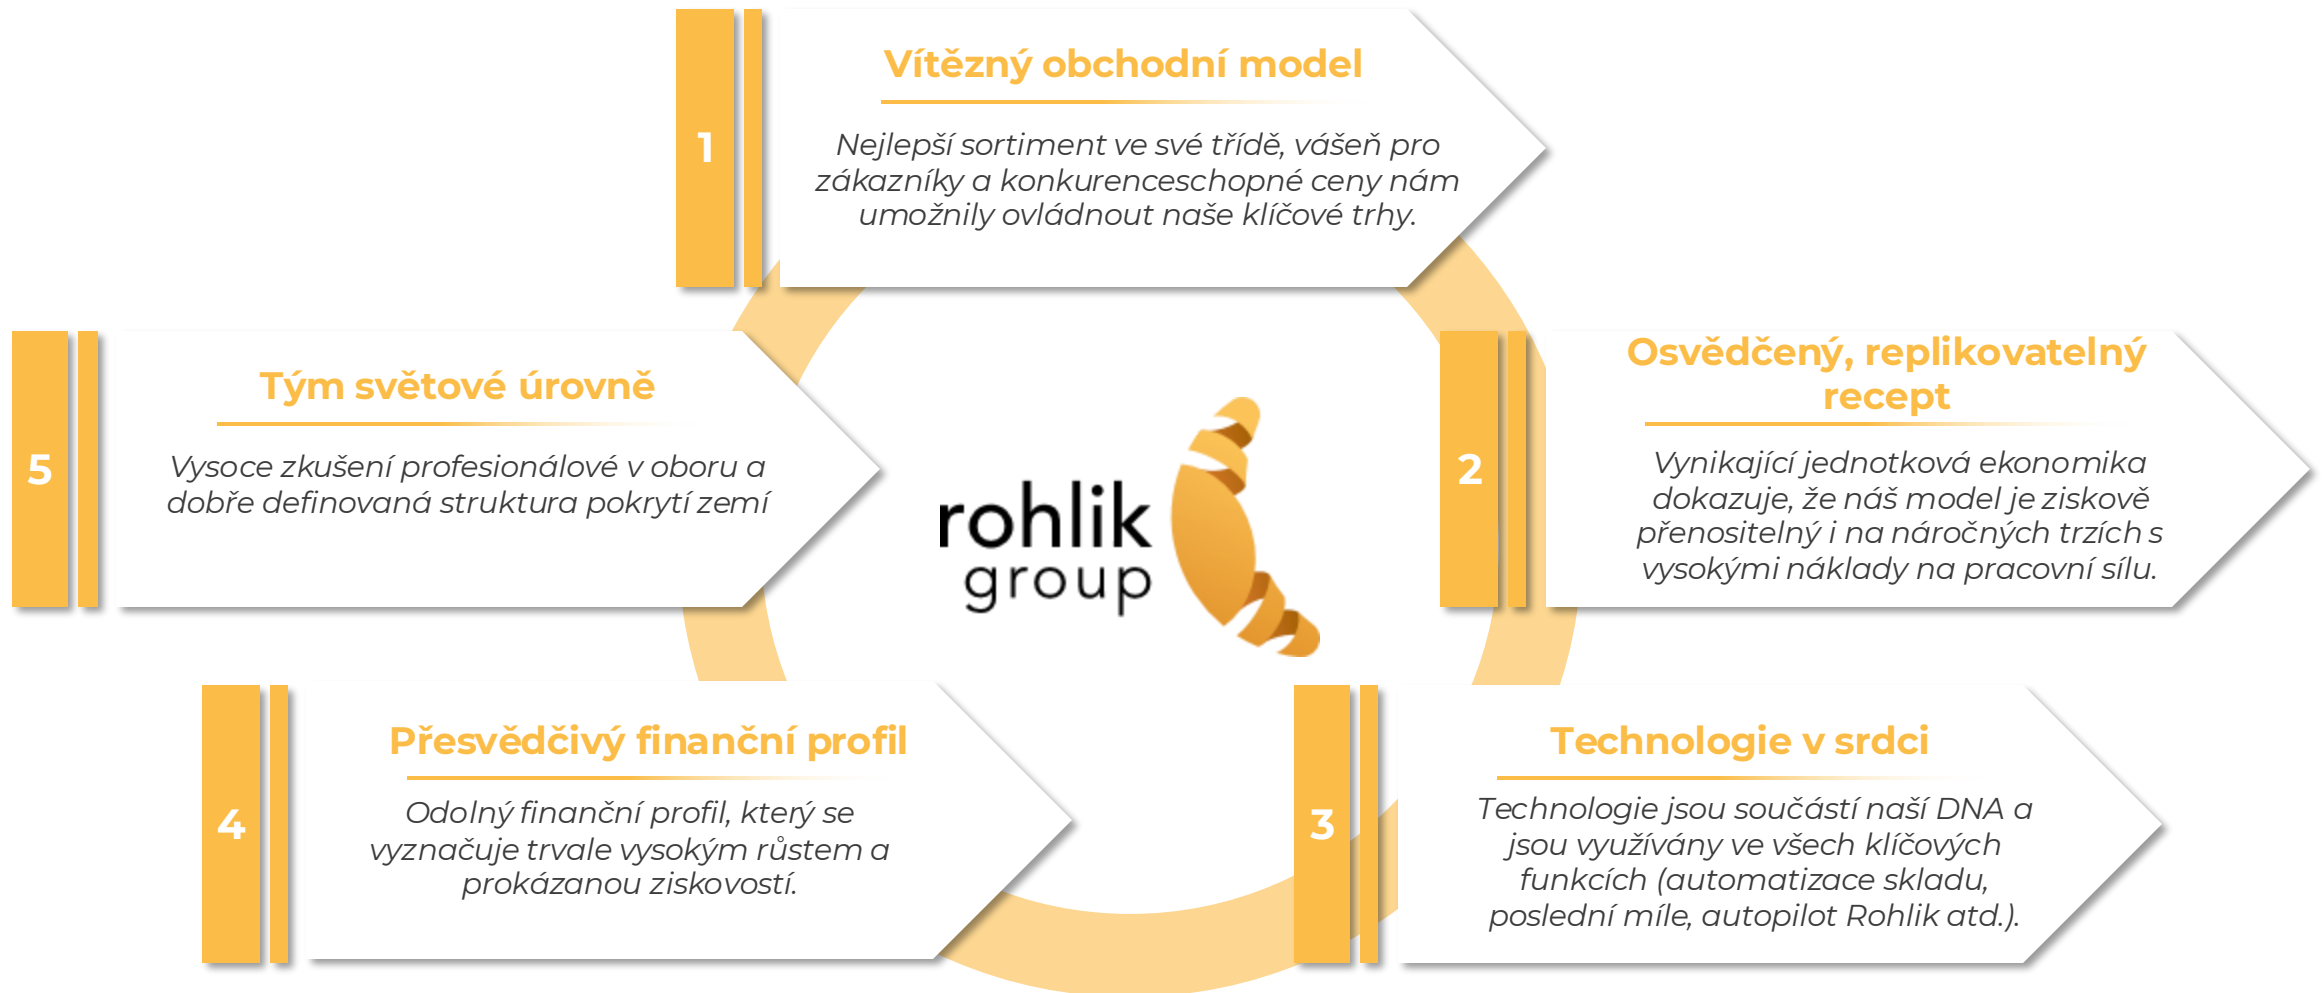 1
Vítězný obchodní model
Nejlepší sortiment ve své třídě, vášeň pro
zákazníky a konkurenceschopné ceny nám
umožnily ovládnout naše klíčové trhy.
2
Osvědčený, replikovatelný
recept
Vynikající jednotková ekonomika
dokazuje, že náš model je ziskově
přenositelný i na náročných trzích s
vysokými náklady na pracovní sílu.
3
Technologie v srdci
Technologie jsou součástí naší DNA a
jsou využívány ve všech klíčových
funkcích (automatizace skladu,
poslední míle, autopilot Rohlik atd.).
4
Přesvědčivý finanční profil
Odolný finanční profil, který se
vyznačuje trvale vysokým růstem a
prokázanou ziskovostí.
5
Tým světové úrovně
Vysoce zkušení profesionálové v oboru a
dobře definovaná struktura pokrytí zemí
rohlik
group